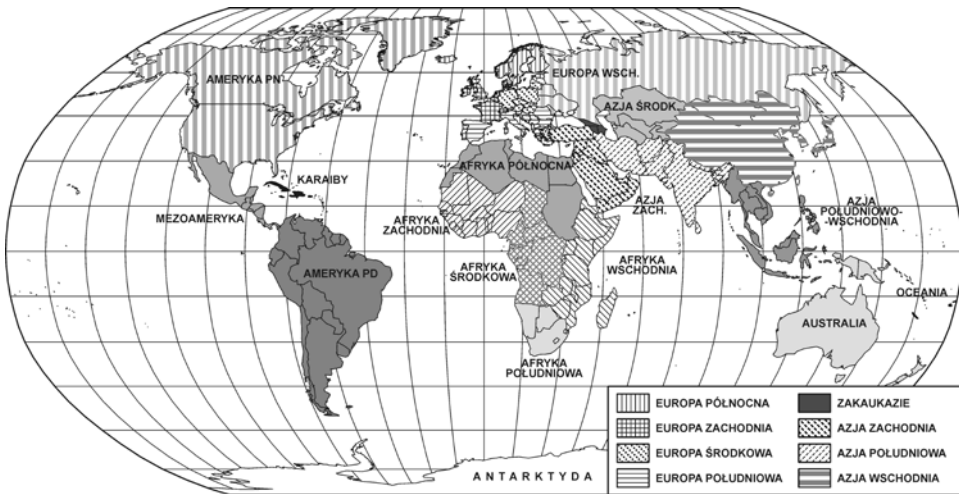 AMERYKA PN
EUROPA WSCH.
AZJA ŚRODK.
AFRYKA PÓŁNOCNA
KARAIBY
MEZOAMERYKA
AFRYKA
ZACHODNIA
AZJA
ZACH.
AZJA
POŁUDNIOWO-
WSCHODNIA
AMERYKA PD
AFRYKA
ŚRODKOWA
AFRYKA
WSCHODNIA
OCEANIA
AUSTRALIA
AFRYKA
POŁUDNIOWA
ANTARKTYDA
EUROPA PÓŁNOCNA
EUROPA ZACHODNIA
EUROPA ŚRODKOWA
EUROPA POŁUDNIOWA
ZAKAUKAZIE
AZJA ZACHODNIA
AZJA POŁUDNIOWA
AZJA WSCHODNIA